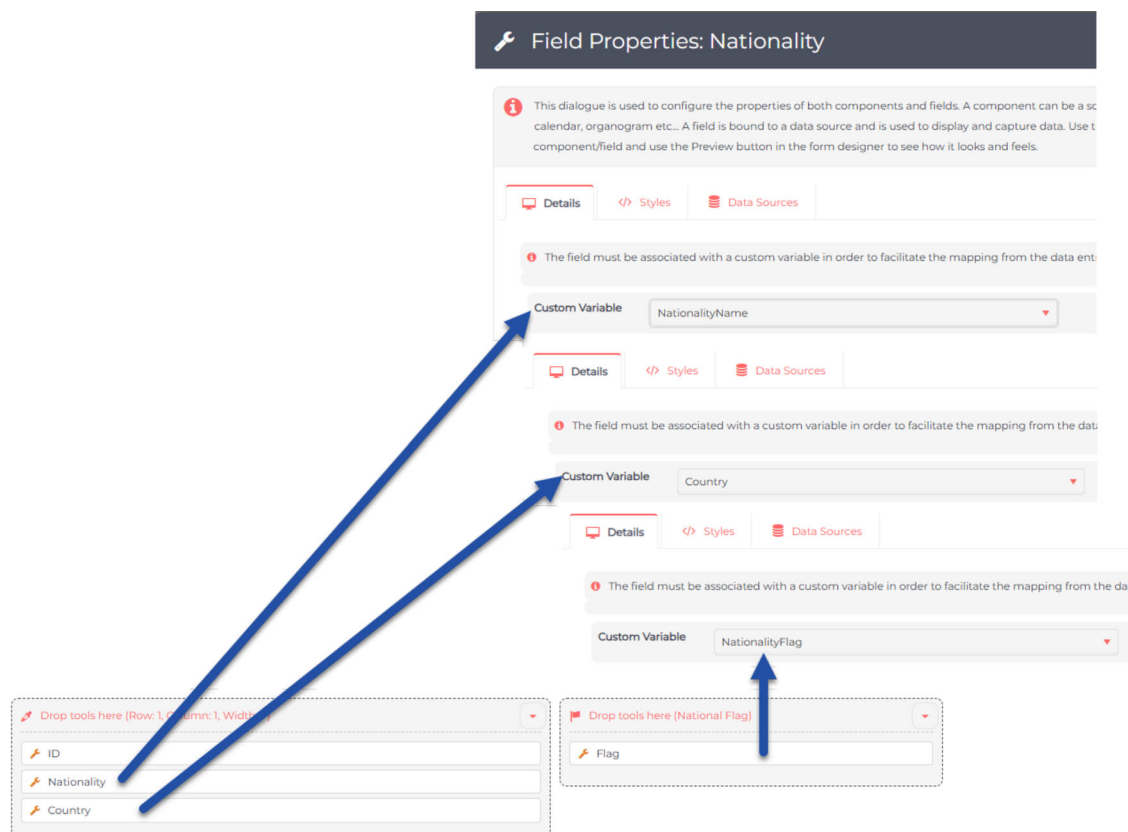 Field Properties: Nationality
This dialogue is used to configure the properties of both components and fields. A component can be a sc
calendar, organogram etc... A field is bound to a data source and is used to display and capture data. Use t
component/field and use the Preview button in the form designer to see how it looks and feels.
Details </> Styles Data Sources
The field must be associated with a custom variable in order to facilitate the mapping from the data ent
Custom Variable NationalityName
Details </> Styles Data Sources
The field must be associated with a custom variable in order to facilitate the mapping from the data
Custom Variable Country
Details </> Styles Data Sources
The field must be associated with a custom variable in order to facilitate the mapping from the da
Custom Variable NationalityFlag
Drop tools here (Row: 1, Column: 1, Width
ID
Nationality
Country
Drop tools here (National Flag)
Flag